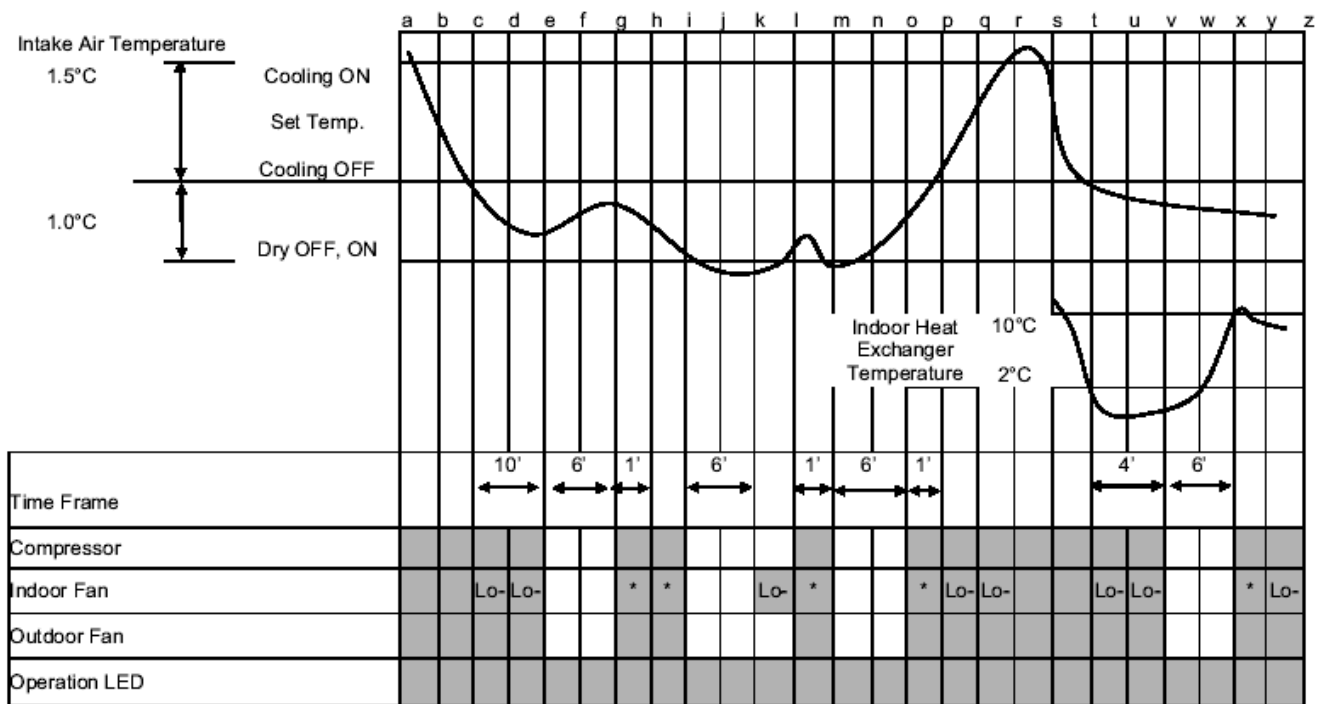 a b c d e f g h i j k l m n o p q r s t u v w x y z
Intake Air Temperature
1.5°C
Cooling ON
Set Temp.
Cooling OFF
1.0°C
Dry OFF, ON
Indoor Heat 10°C
Exchanger
Temperature 2°C
10' 6' 1' 6' 1' 6' 1' 4' 6'
Time Frame
Compressor
Indoor Fan Lo- Lo- * * Lo- * * Lo- Lo- Lo- Lo- * Lo-
Outdoor Fan
Operation LED